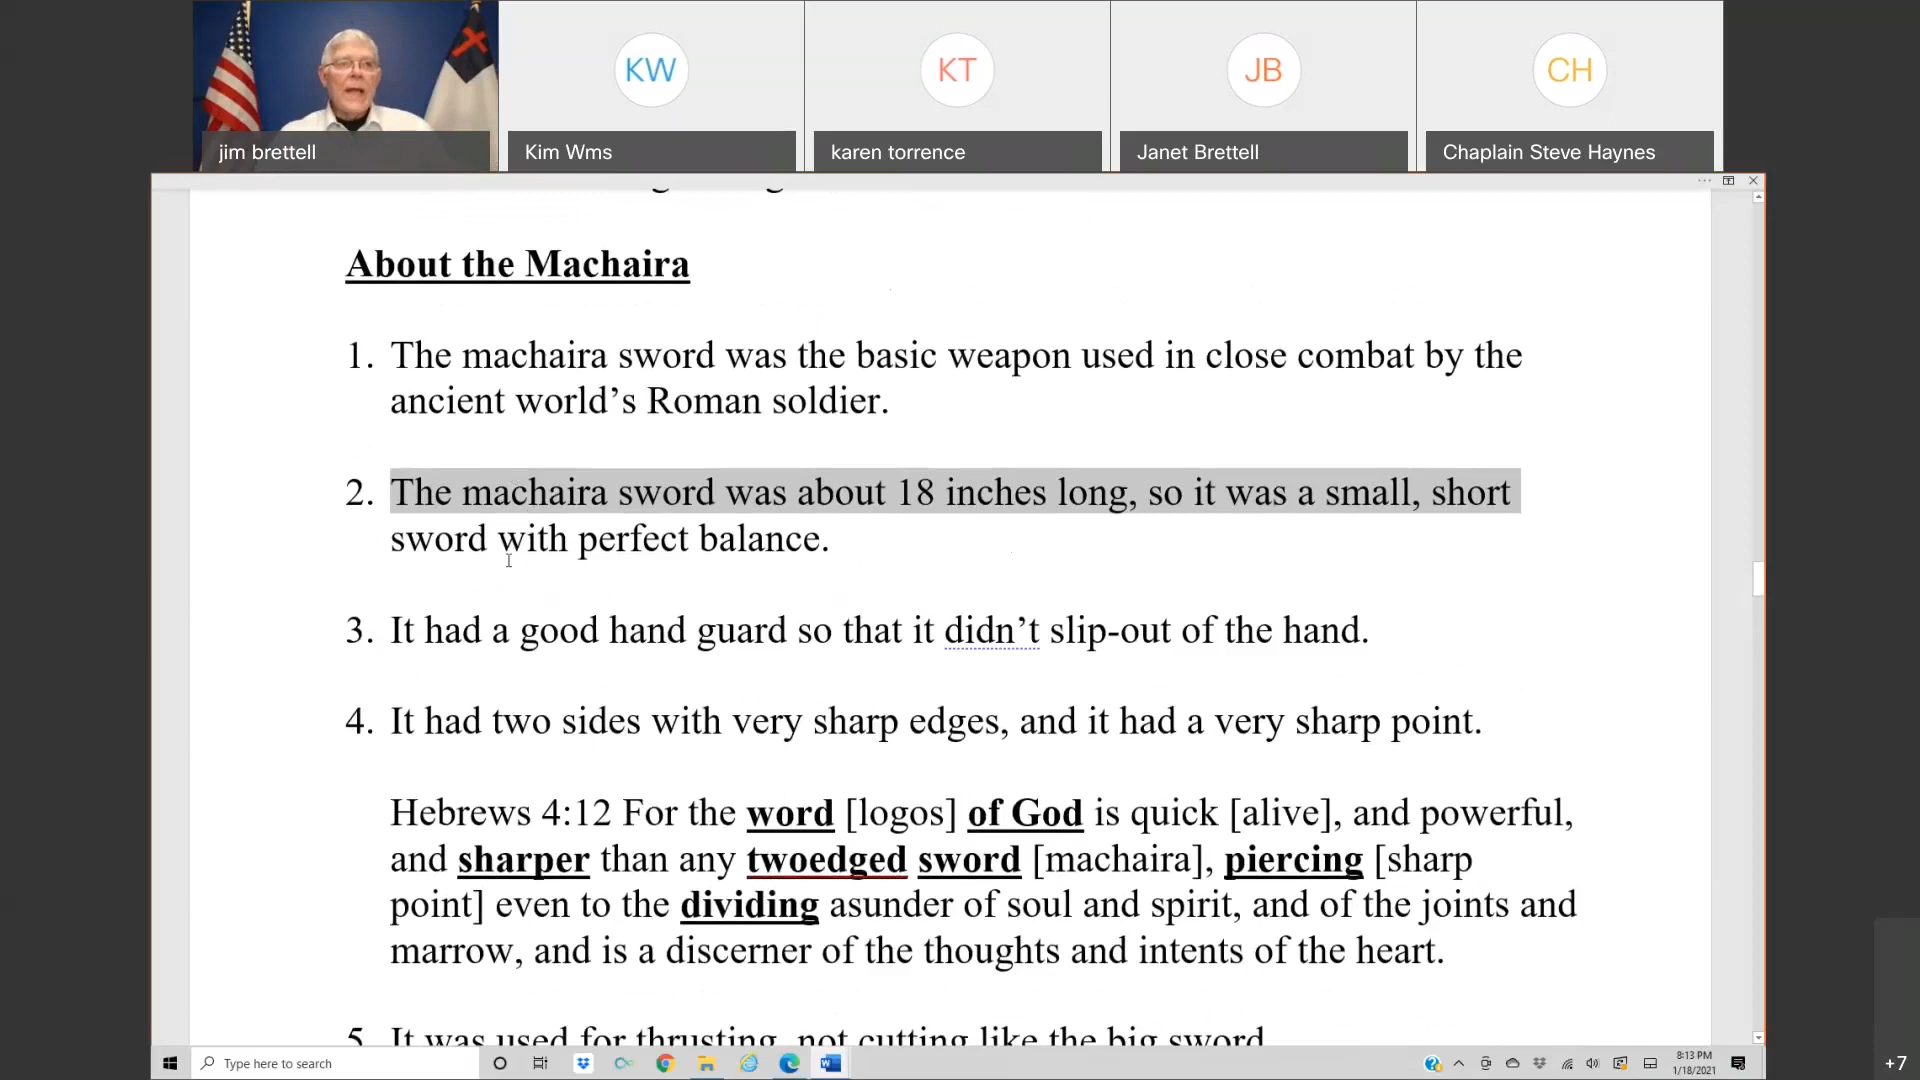 KW
KT
JB
CH
jim brettell
Kim Wms
karen torrence
Janet Brettell
Chaplain Steve Haynes
About the Machaira
1. The machaira sword was the basic weapon used in close combat by the
ancient world’s Roman soldier.
2. The machaira sword was about 18 inches long, so it was a small, short
sword with perfect balance.
3. It had a good hand guard so that it didn’t slip-out of the hand.
4. It had two sides with very sharp edges, and it had a very sharp point.
Hebrews 4:12 For the word [logos] of God is quick [alive], and powerful,
and sharper than any twoedged sword [machaira], piercing [sharp
point] even to the dividing asunder of soul and spirit, and of the joints and
marrow, and is a discerner of the thoughts and intents of the heart.
5. It was used for thrusting, not cutting like the big sword
Type here to search
8:13 PM
1/18/2021
+7